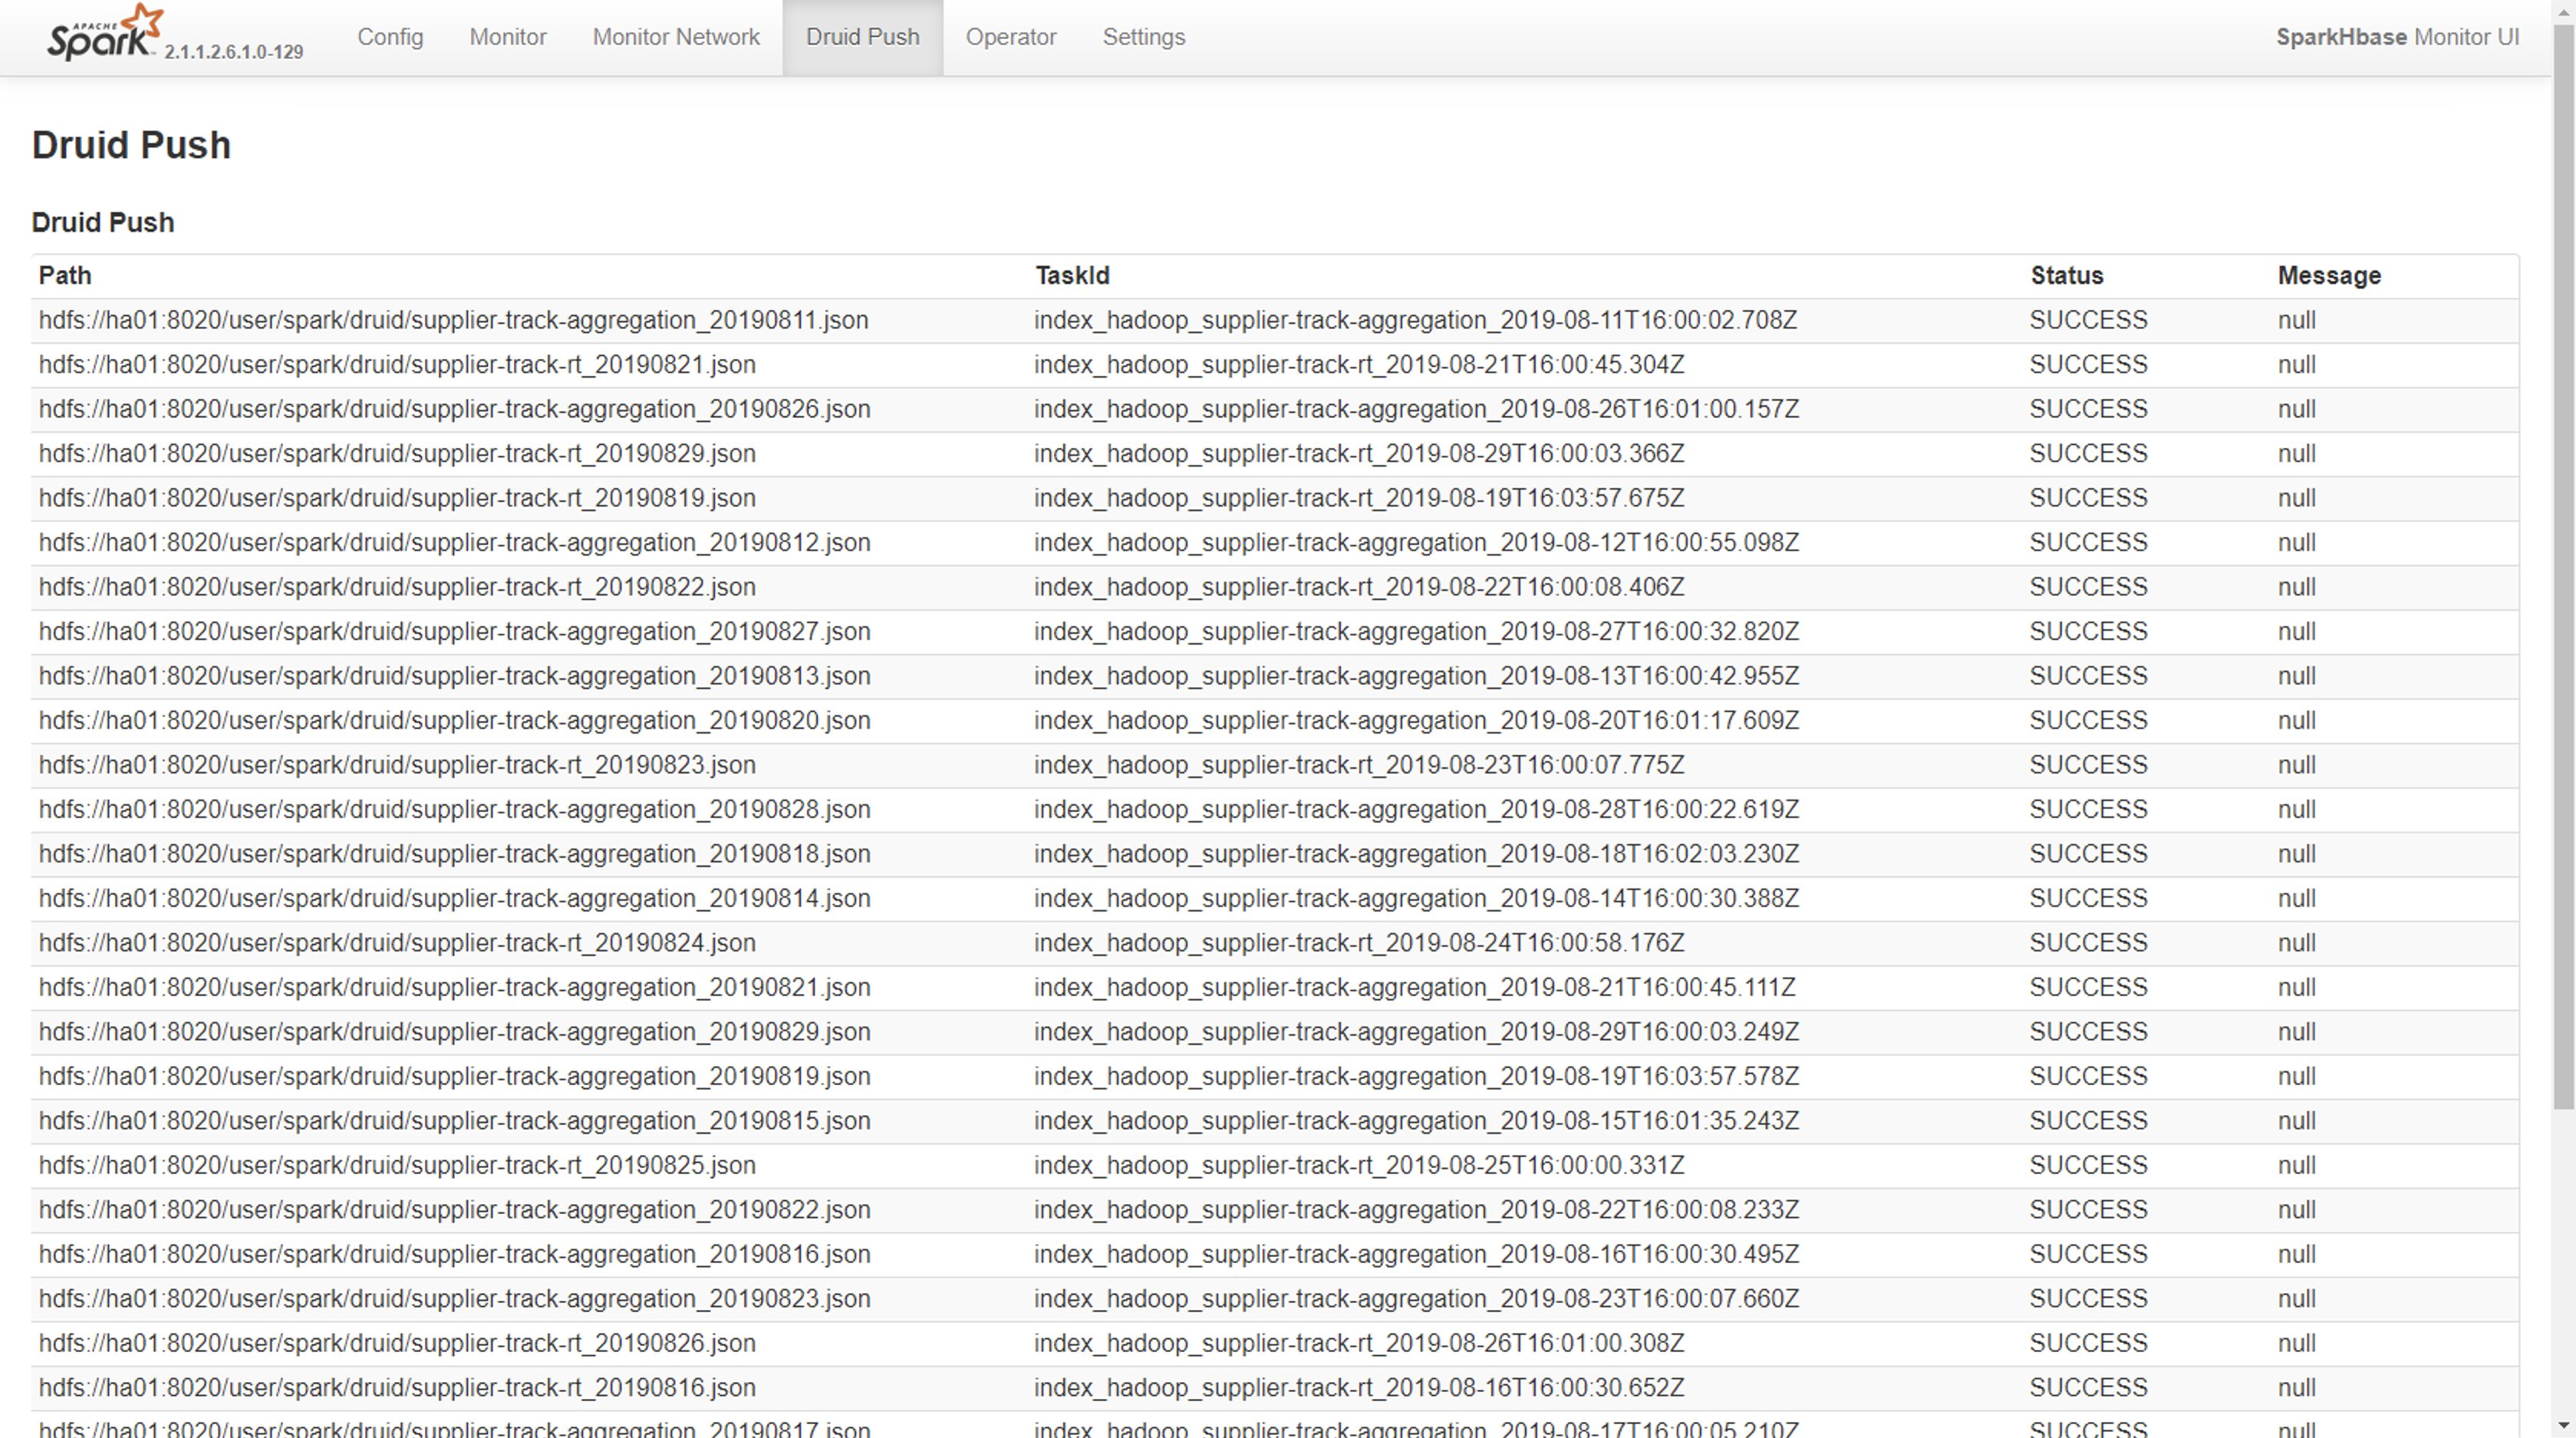 APACHE Spark 2.1.1.2.6.1.0-129 Config Monitor Monitor Network Druid Push Operator Settings SparkHbase Monitor UI
Druid Push
Druid Push
Path TaskId Status Message
hdfs://ha01:8020/user/spark/druid/supplier-track-aggregation_20190811.json index_hadoop_supplier-track-aggregation_2019-08-11T16:00:02.708Z SUCCESS null
hdfs://ha01:8020/user/spark/druid/supplier-track-rt_20190821.json index_hadoop_supplier-track-rt_2019-08-21T16:00:45.304Z SUCCESS null
hdfs://ha01:8020/user/spark/druid/supplier-track-aggregation_20190826.json index_hadoop_supplier-track-aggregation_2019-08-26T16:01:00.157Z SUCCESS null
hdfs://ha01:8020/user/spark/druid/supplier-track-rt_20190829.json index_hadoop_supplier-track-rt_2019-08-29T16:00:03.366Z SUCCESS null
hdfs://ha01:8020/user/spark/druid/supplier-track-rt_20190819.json index_hadoop_supplier-track-rt_2019-08-19T16:03:57.675Z SUCCESS null
hdfs://ha01:8020/user/spark/druid/supplier-track-aggregation_20190812.json index_hadoop_supplier-track-aggregation_2019-08-12T16:00:55.098Z SUCCESS null
hdfs://ha01:8020/user/spark/druid/supplier-track-rt_20190822.json index_hadoop_supplier-track-rt_2019-08-22T16:00:08.406Z SUCCESS null
hdfs://ha01:8020/user/spark/druid/supplier-track-aggregation_20190827.json index_hadoop_supplier-track-aggregation_2019-08-27T16:00:32.820Z SUCCESS null
hdfs://ha01:8020/user/spark/druid/supplier-track-aggregation_20190813.json index_hadoop_supplier-track-aggregation_2019-08-13T16:00:42.955Z SUCCESS null
hdfs://ha01:8020/user/spark/druid/supplier-track-aggregation_20190820.json index_hadoop_supplier-track-aggregation_2019-08-20T16:01:17.609Z SUCCESS null
hdfs://ha01:8020/user/spark/druid/supplier-track-rt_20190823.json index_hadoop_supplier-track-rt_2019-08-23T16:00:07.775Z SUCCESS null
hdfs://ha01:8020/user/spark/druid/supplier-track-aggregation_20190828.json index_hadoop_supplier-track-aggregation_2019-08-28T16:00:22.619Z SUCCESS null
hdfs://ha01:8020/user/spark/druid/supplier-track-aggregation_20190818.json index_hadoop_supplier-track-aggregation_2019-08-18T16:02:03.230Z SUCCESS null
hdfs://ha01:8020/user/spark/druid/supplier-track-aggregation_20190814.json index_hadoop_supplier-track-aggregation_2019-08-14T16:00:30.388Z SUCCESS null
hdfs://ha01:8020/user/spark/druid/supplier-track-rt_20190824.json index_hadoop_supplier-track-rt_2019-08-24T16:00:58.176Z SUCCESS null
hdfs://ha01:8020/user/spark/druid/supplier-track-aggregation_20190821.json index_hadoop_supplier-track-aggregation_2019-08-21T16:00:45.111Z SUCCESS null
hdfs://ha01:8020/user/spark/druid/supplier-track-aggregation_20190829.json index_hadoop_supplier-track-aggregation_2019-08-29T16:00:03.249Z SUCCESS null
hdfs://ha01:8020/user/spark/druid/supplier-track-aggregation_20190819.json index_hadoop_supplier-track-aggregation_2019-08-19T16:03:57.578Z SUCCESS null
hdfs://ha01:8020/user/spark/druid/supplier-track-aggregation_20190815.json index_hadoop_supplier-track-aggregation_2019-08-15T16:01:35.243Z SUCCESS null
hdfs://ha01:8020/user/spark/druid/supplier-track-rt_20190825.json index_hadoop_supplier-track-rt_2019-08-25T16:00:00.331Z SUCCESS null
hdfs://ha01:8020/user/spark/druid/supplier-track-aggregation_20190822.json index_hadoop_supplier-track-aggregation_2019-08-22T16:00:08.233Z SUCCESS null
hdfs://ha01:8020/user/spark/druid/supplier-track-aggregation_20190816.json index_hadoop_supplier-track-aggregation_2019-08-16T16:00:30.495Z SUCCESS null
hdfs://ha01:8020/user/spark/druid/supplier-track-aggregation_20190823.json index_hadoop_supplier-track-aggregation_2019-08-23T16:00:07.660Z SUCCESS null
hdfs://ha01:8020/user/spark/druid/supplier-track-rt_20190826.json index_hadoop_supplier-track-rt_2019-08-26T16:01:00.308Z SUCCESS null
hdfs://ha01:8020/user/spark/druid/supplier-track-rt_20190816.json index_hadoop_supplier-track-rt_2019-08-16T16:00:30.652Z SUCCESS null
hdfs://ha01:8020/user/spark/druid/supplier-track-aggregation_20190817.json index_hadoop_supplier-track-aggregation_2019-08-17T16:00:05.210Z SUCCESS null